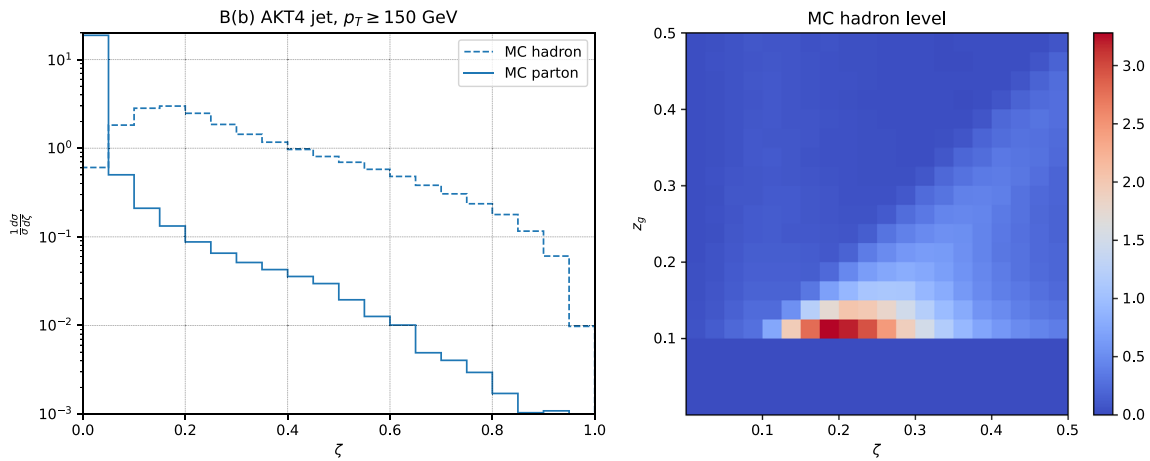 B(b) AKT4 jet, $p_T \geq 150$ GeV
MC hadron
MC parton
10¹
10⁰
10⁻¹
10⁻²
10⁻³
$\frac{1}{\sigma}\frac{d\sigma}{d\zeta}$
0.0 0.2 0.4 0.6 0.8 1.0
ζ
MC hadron level
0.5
0.4
0.3
0.2
0.1
$z_g$
0.1 0.2 0.3 0.4 0.5
ζ
3.0
2.5
2.0
1.5
1.0
0.5
0.0